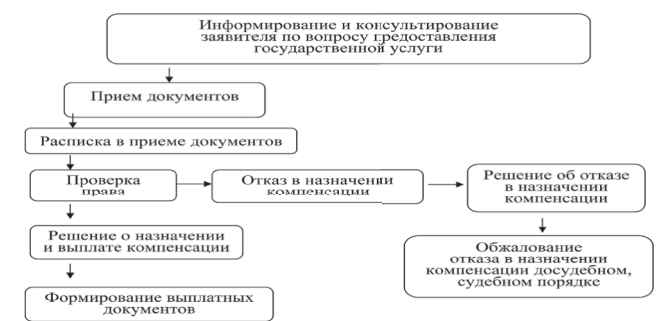 Информирование и консультирование
заявителя по вопросу предоставления
государственной услуги
Прием документов
Расписка в приеме документов
Проверка
права
Отказ в назначении
компенсации
Решение об отказе
в назначении
компенсации
Решение о назначении
и выплате компенсации
Обжалование
отказа в назначении
компенсации досудебном,
судебном порядке
Формирование выплатных
документов